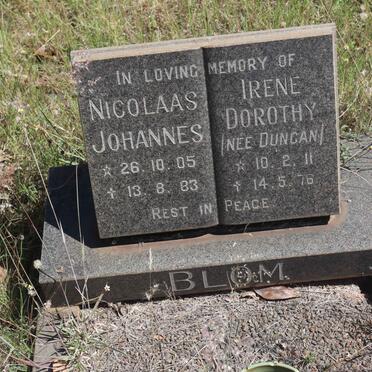 IN LOVING MEMORY OF
NICOLAAS
JOHANNES
☆ 26.10.05
✝ 13.8.83
IRENE
DOROTHY
(NEE DUNCAN)
☆ 10.2.11
✝ 14.5.76
REST IN PEACE
BLOM